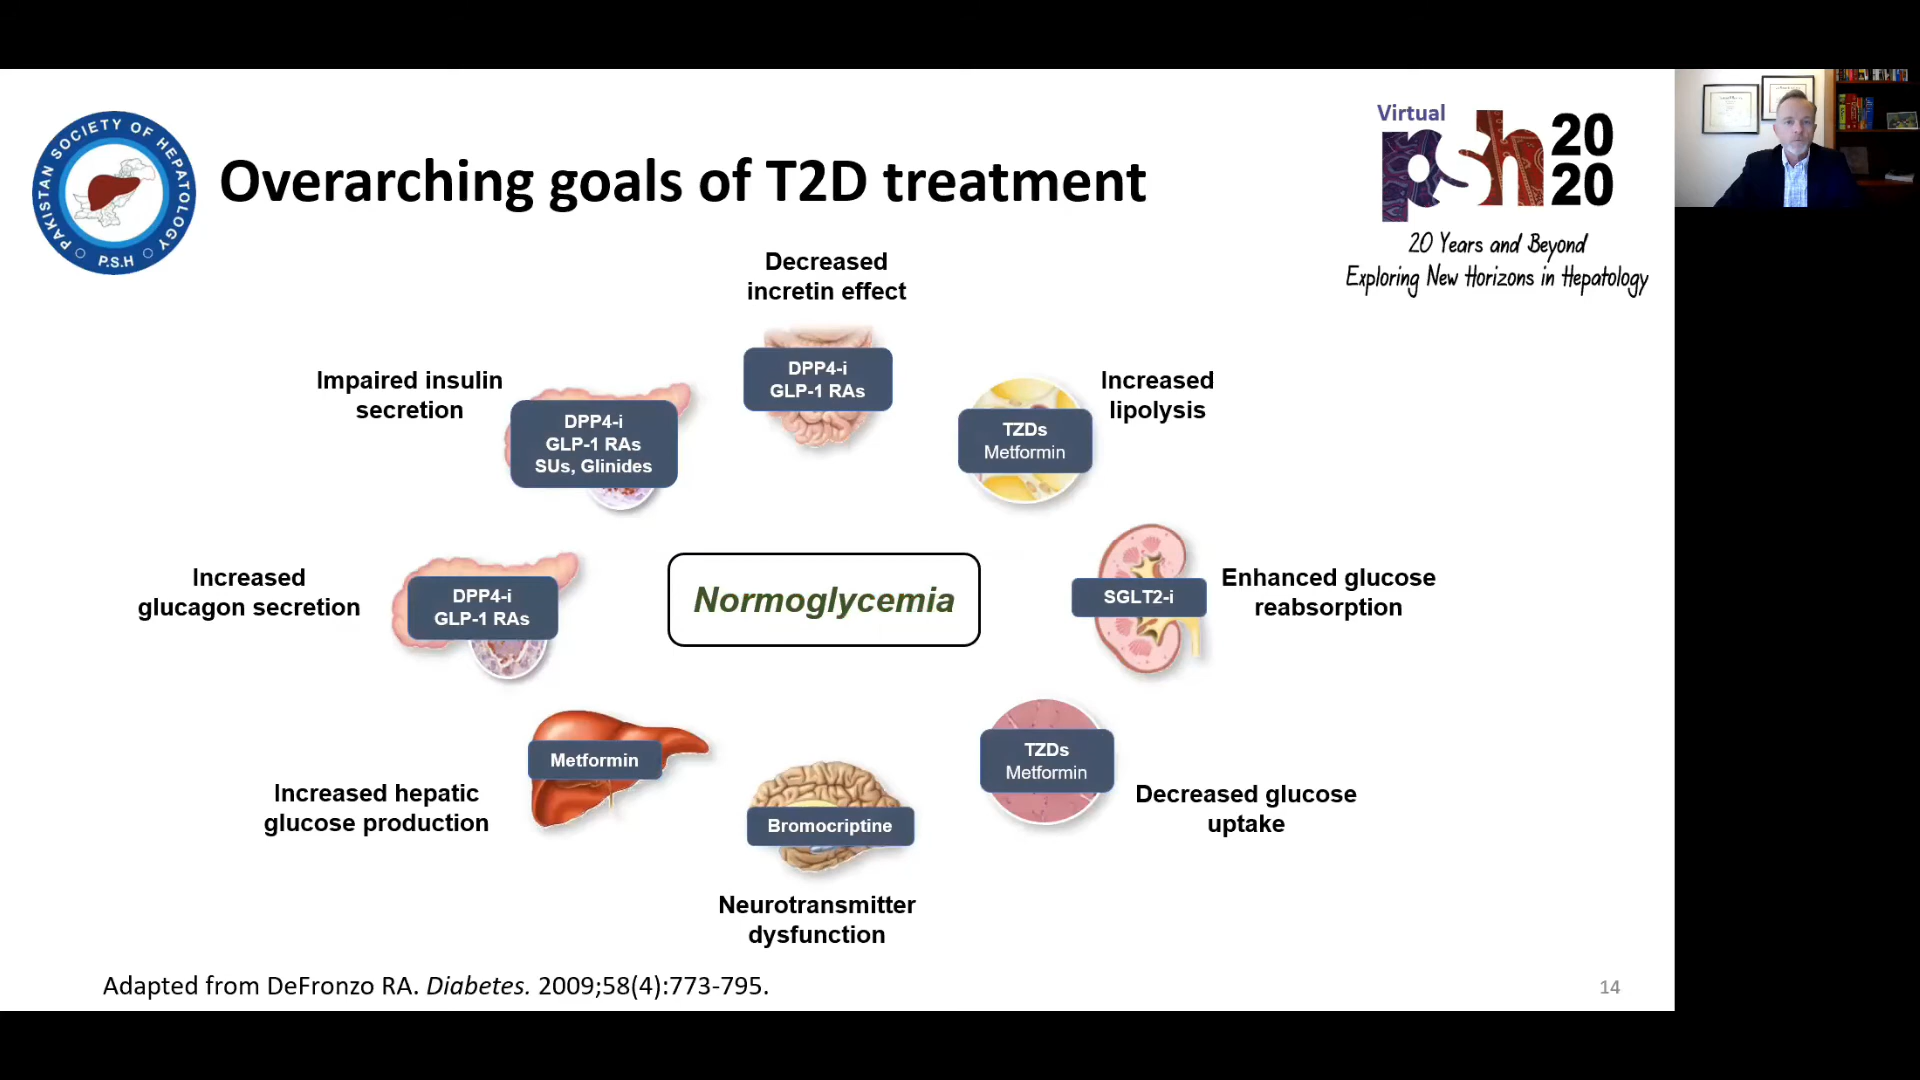 PAKISTAN SOCIETY OF HEPATOLOGY
P.S.H
Overarching goals of T2D treatment
Virtual
psh 20
20
20 Years and Beyond
Exploring New Horizons in Hepatology
Decreased
incretin effect
DPP4-i
GLP-1 RAs
Impaired insulin
secretion
DPP4-i
GLP-1 RAs
SUs, Glinides
Increased
lipolysis
TZDs
Metformin
Increased
glucagon secretion
DPP4-i
GLP-1 RAs
Normoglycemia
SGLT2-i
Enhanced glucose
reabsorption
Metformin
Increased hepatic
glucose production
Bromocriptine
Neurotransmitter
dysfunction
TZDs
Metformin
Decreased glucose
uptake
Adapted from DeFronzo RA. Diabetes. 2009;58(4):773-795.
14